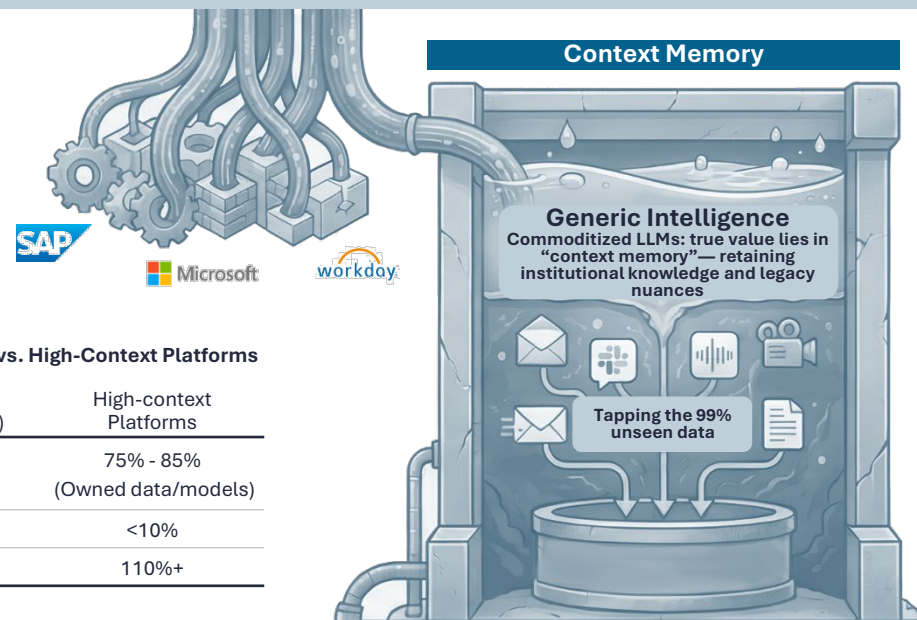 Context Memory
Generic Intelligence
Commoditized LLMs: true value lies in
“context memory”— retaining
institutional knowledge and legacy
nuances
SAP
Microsoft
workday
Tapping the 99%
unseen data
vs. High-Context Platforms
High-context
) Platforms
75% - 85%
(Owned data/models)
<10%
110%+